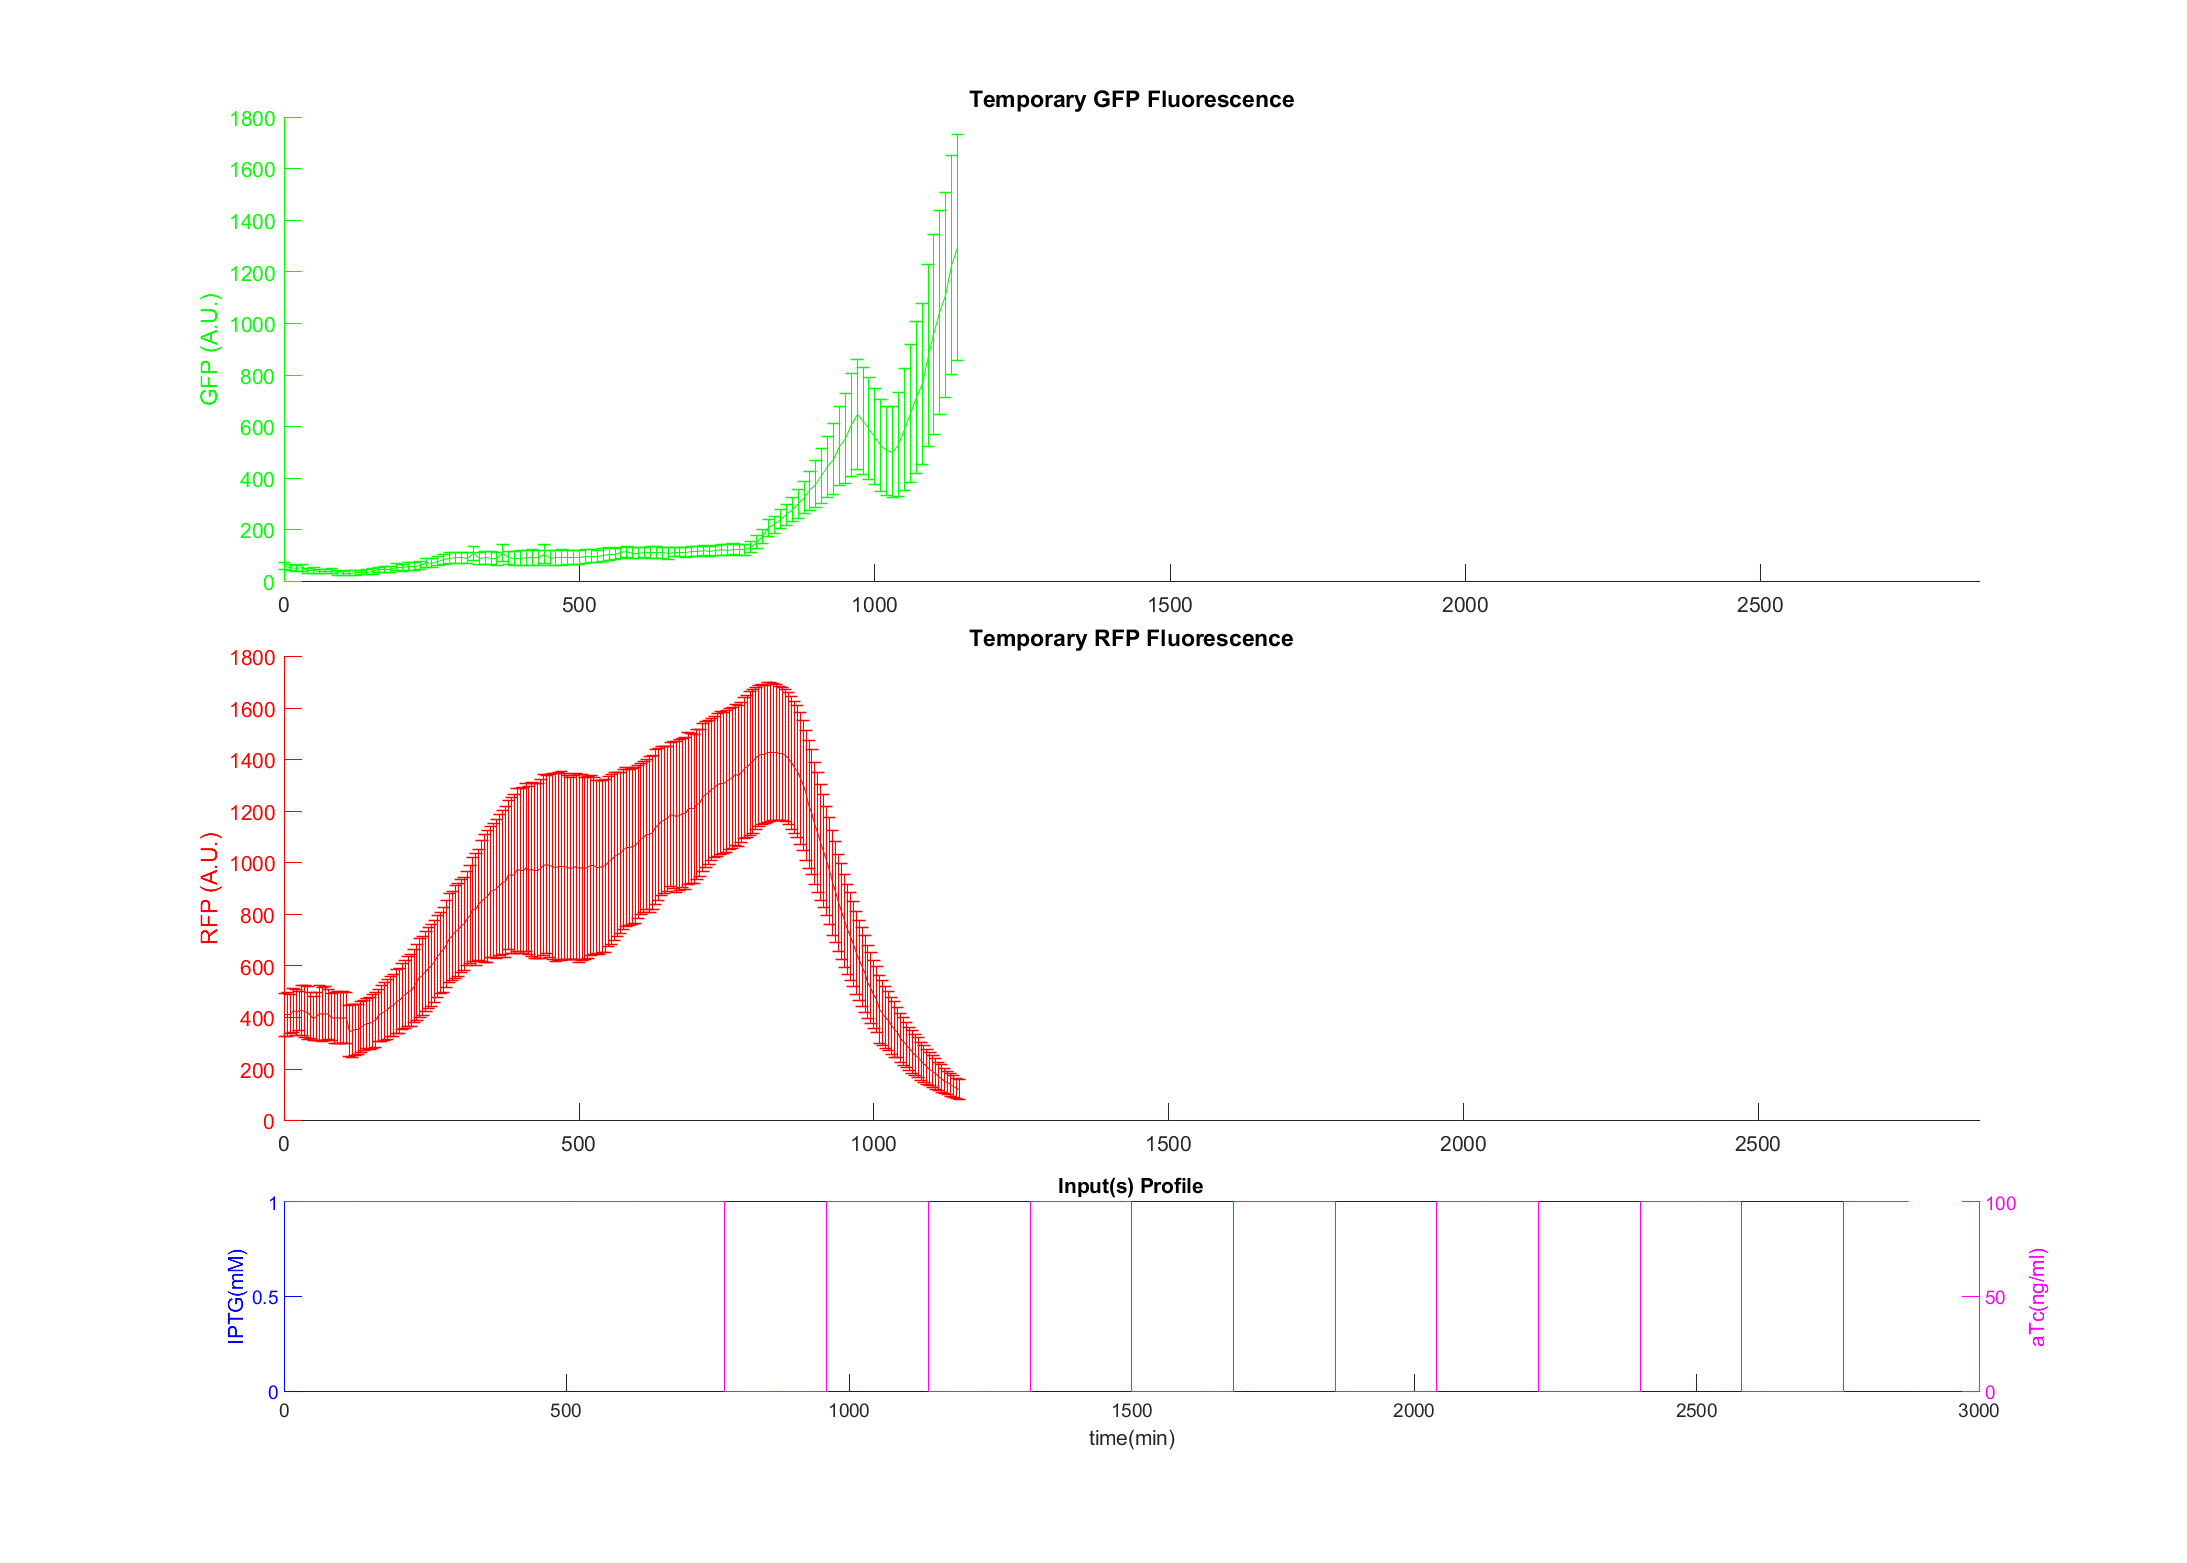 Temporary GFP Fluorescence
1800
1600
1400
1200
1000
800
600
400
200
0
GFP (A.U.)
0 500 1000 1500 2000 2500
Temporary RFP Fluorescence
1800
1600
1400
1200
1000
800
600
400
200
0
RFP (A.U.)
0 500 1000 1500 2000 2500
Input(s) Profile
1
0.5
0
IPTG(mM)
100
50
0
aTc(ng/ml)
0 500 1000 1500 2000 2500 3000
time(min)